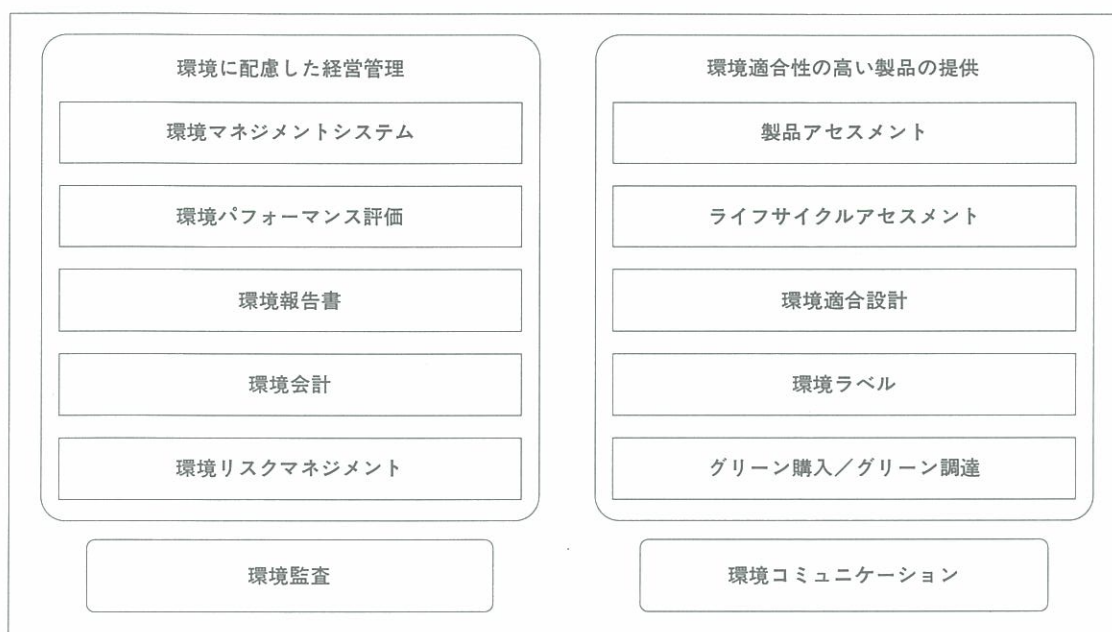 環境に配慮した経営管理
環境マネジメントシステム
環境パフォーマンス評価
環境報告書
環境会計
環境リスクマネジメント
環境監査
環境適合性の高い製品の提供
製品アセスメント
ライフサイクルアセスメント
環境適合設計
環境ラベル
グリーン購入／グリーン調達
環境コミュニケーション